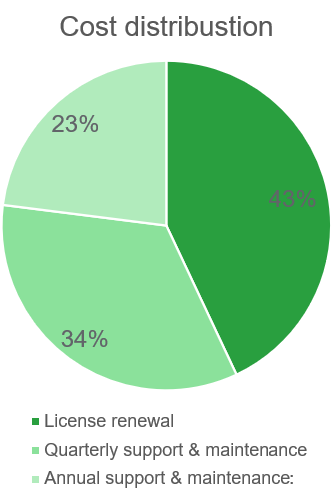 Cost distribustion
23%
43%
34%
License renewal
Quarterly support & maintenance
Annual support & maintenance: